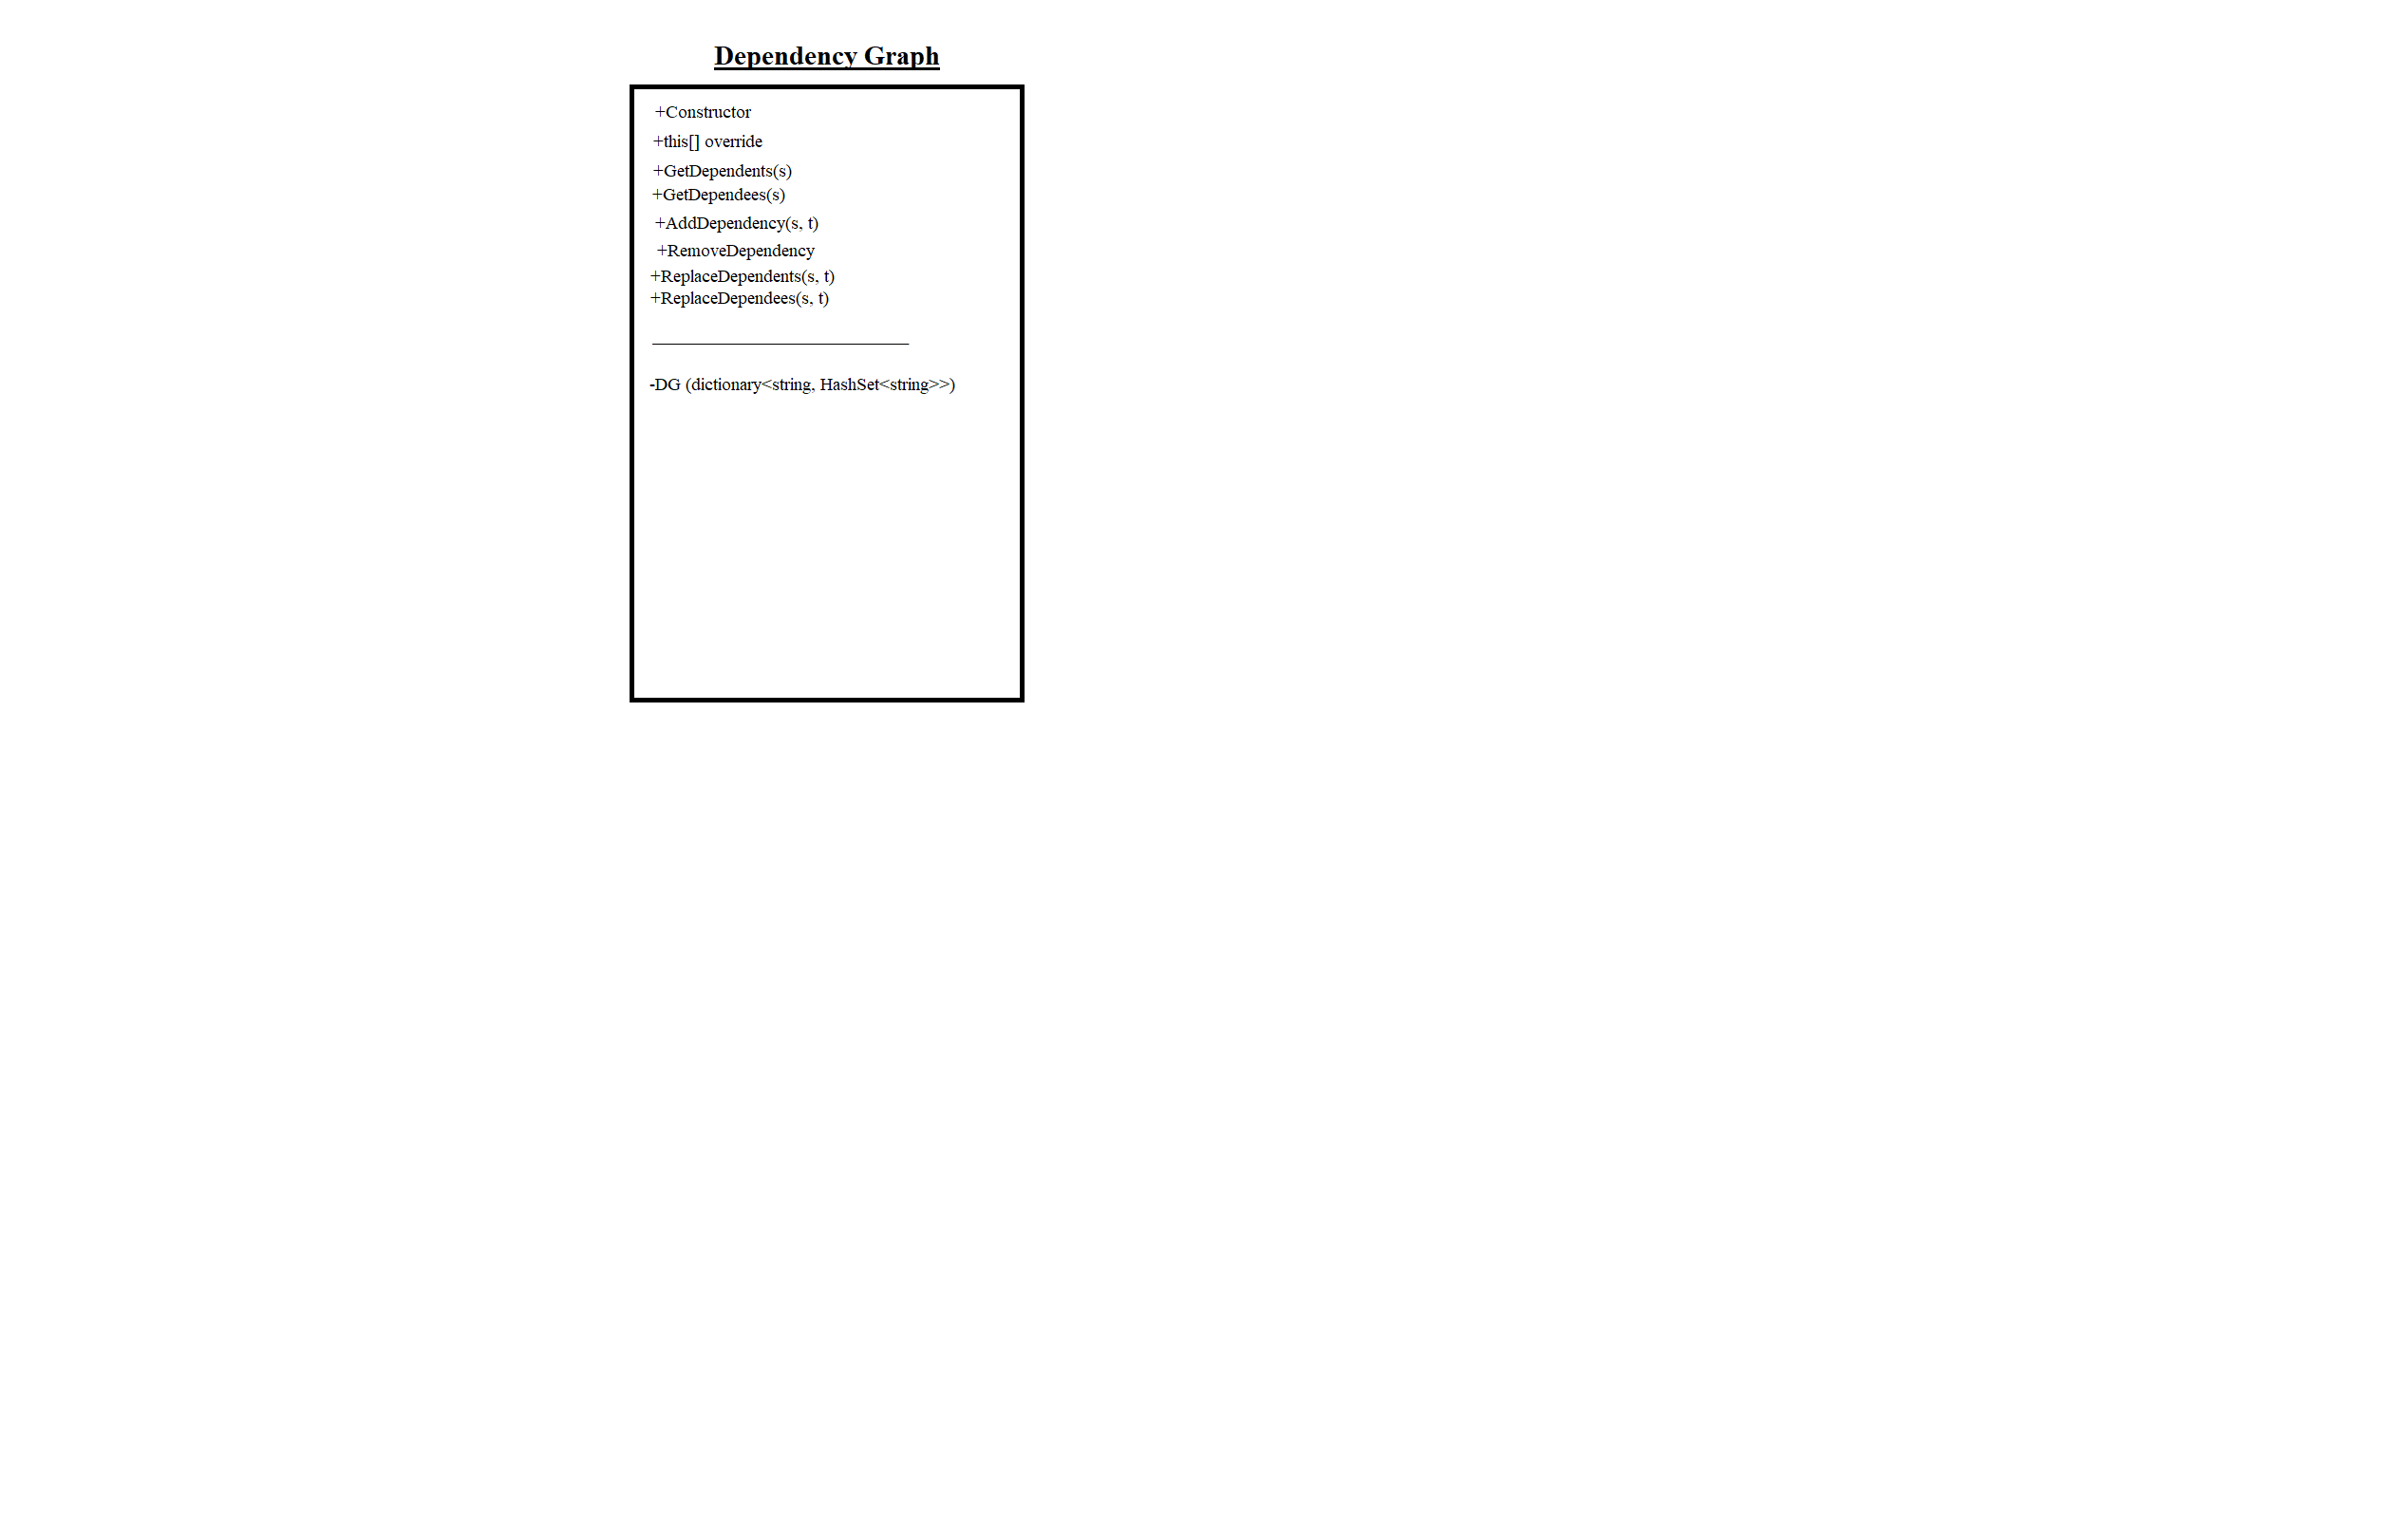 Dependency Graph
+Constructor
+this[] override
+GetDependents(s)
+GetDependees(s)
+AddDependency(s, t)
+RemoveDependency
+ReplaceDependents(s, t)
+ReplaceDependees(s, t)
-DG (dictionary<string, HashSet<string>>)